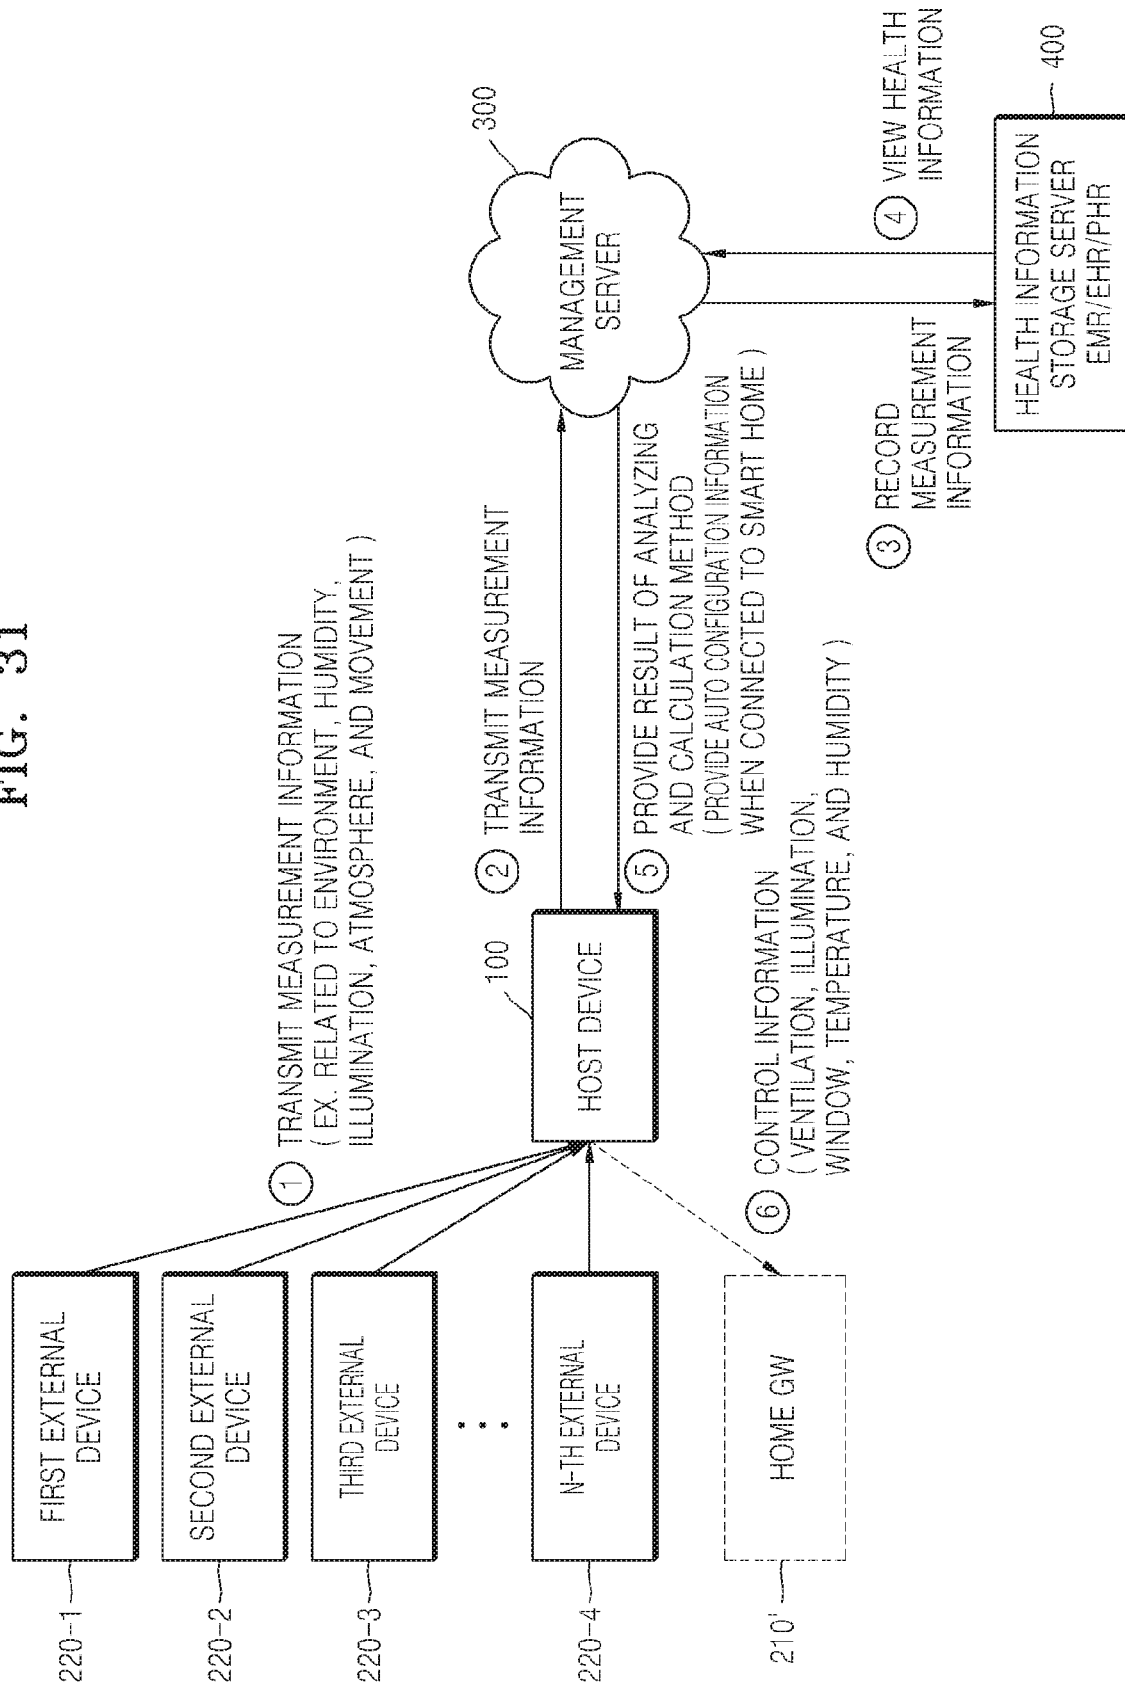 FIG. 31
220-1
FIRST EXTERNAL
DEVICE
220-2
SECOND EXTERNAL
DEVICE
220-3
THIRD EXTERNAL
DEVICE
220-4
N-TH EXTERNAL
DEVICE
210'
HOME GW
1 TRANSMIT MEASUREMENT INFORMATION
( EX. RELATED TO ENVIRONMENT, HUMIDITY,
ILLUMINATION, ATMOSPHERE, AND MOVEMENT )
100
HOST DEVICE
2 TRANSMIT MEASUREMENT
INFORMATION
5 PROVIDE RESULT OF ANALYZING
AND CALCULATION METHOD
( PROVIDE AUTO CONFIGURATION INFORMATION
WHEN CONNECTED TO SMART HOME )
6 CONTROL INFORMATION
( VENTILATION, ILLUMINATION,
WINDOW, TEMPERATURE, AND HUMIDITY )
300
MANAGEMENT
SERVER
3 RECORD
MEASUREMENT
INFORMATION
4 VIEW HEALTH
INFORMATION
400
HEALTH INFORMATION
STORAGE SERVER
EMR/EHR/PHR